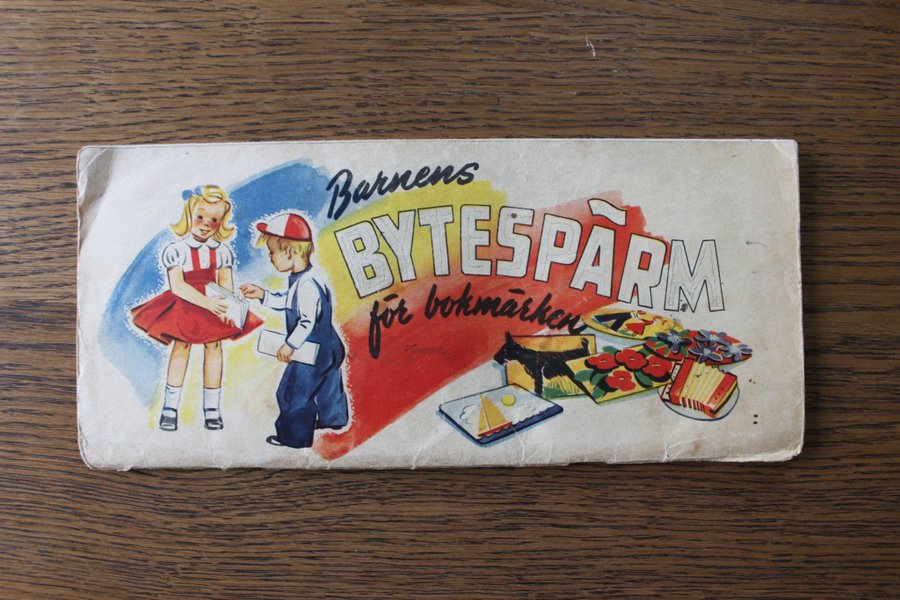 Barnens
BYTESPÄRM
för bokmärken